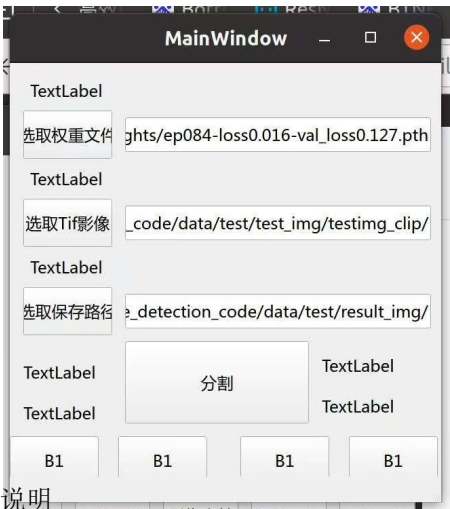 MainWindow
TextLabel
选取权重文件 ghts/ep084-loss0.016-val_loss0.127.pth
TextLabel
选取Tif影像 _code/data/test/test_img/testimg_clip/
TextLabel
选取保存路径 e_detection_code/data/test/result_img/
TextLabel 分割 TextLabel
TextLabel TextLabel
B1 B1 B1 B1
说明